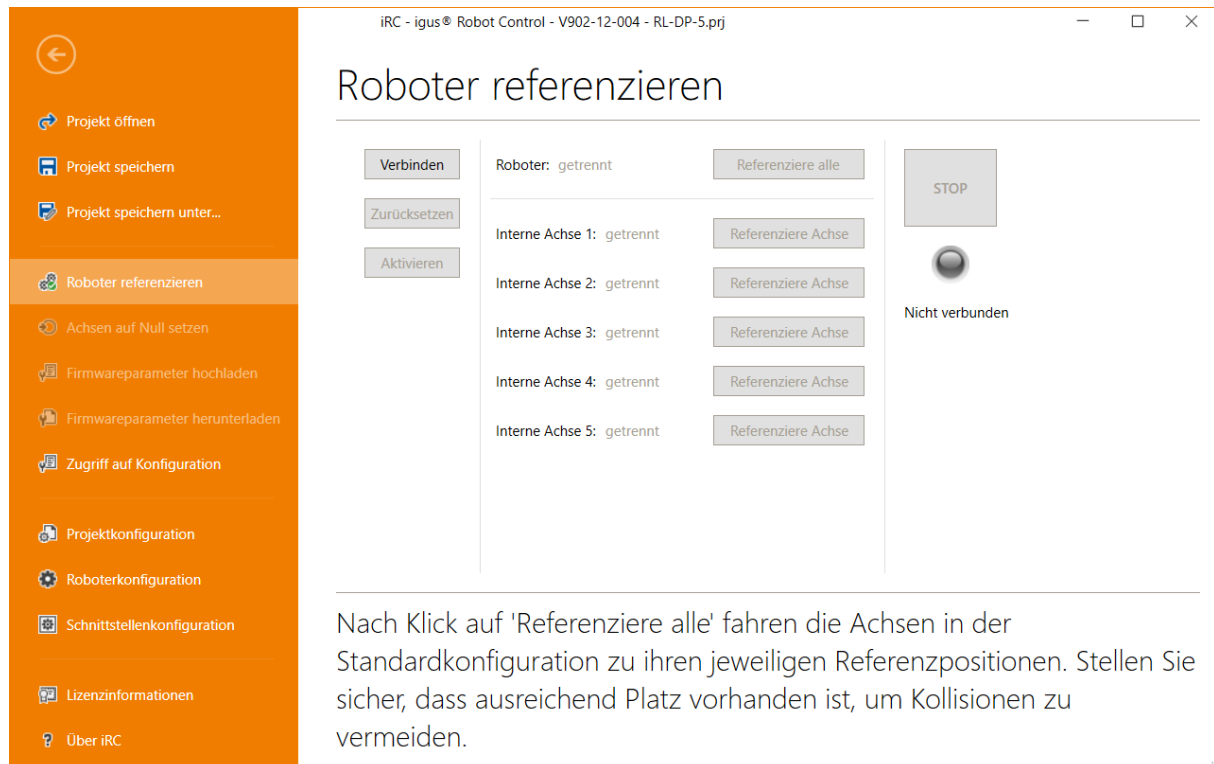 iRC - igus® Robot Control - V902-12-004 - RL-DP-5.prj
Projekt öffnen
Projekt speichern
Projekt speichern unter...
Roboter referenzieren
Achsen auf Null setzen
Firmwareparameter hochladen
Firmwareparameter herunterladen
Zugriff auf Konfiguration
Projektkonfiguration
Roboterkonfiguration
Schnittstellenkonfiguration
Lizenzinformationen
Über iRC
Roboter referenzieren
Verbinden
Zurücksetzen
Aktivieren
Roboter: getrennt Referenziere alle
Interne Achse 1: getrennt Referenziere Achse
Interne Achse 2: getrennt Referenziere Achse
Interne Achse 3: getrennt Referenziere Achse
Interne Achse 4: getrennt Referenziere Achse
Interne Achse 5: getrennt Referenziere Achse
STOP
Nicht verbunden
Nach Klick auf 'Referenziere alle' fahren die Achsen in der
Standardkonfiguration zu ihren jeweiligen Referenzpositionen. Stellen Sie
sicher, dass ausreichend Platz vorhanden ist, um Kollisionen zu
vermeiden.